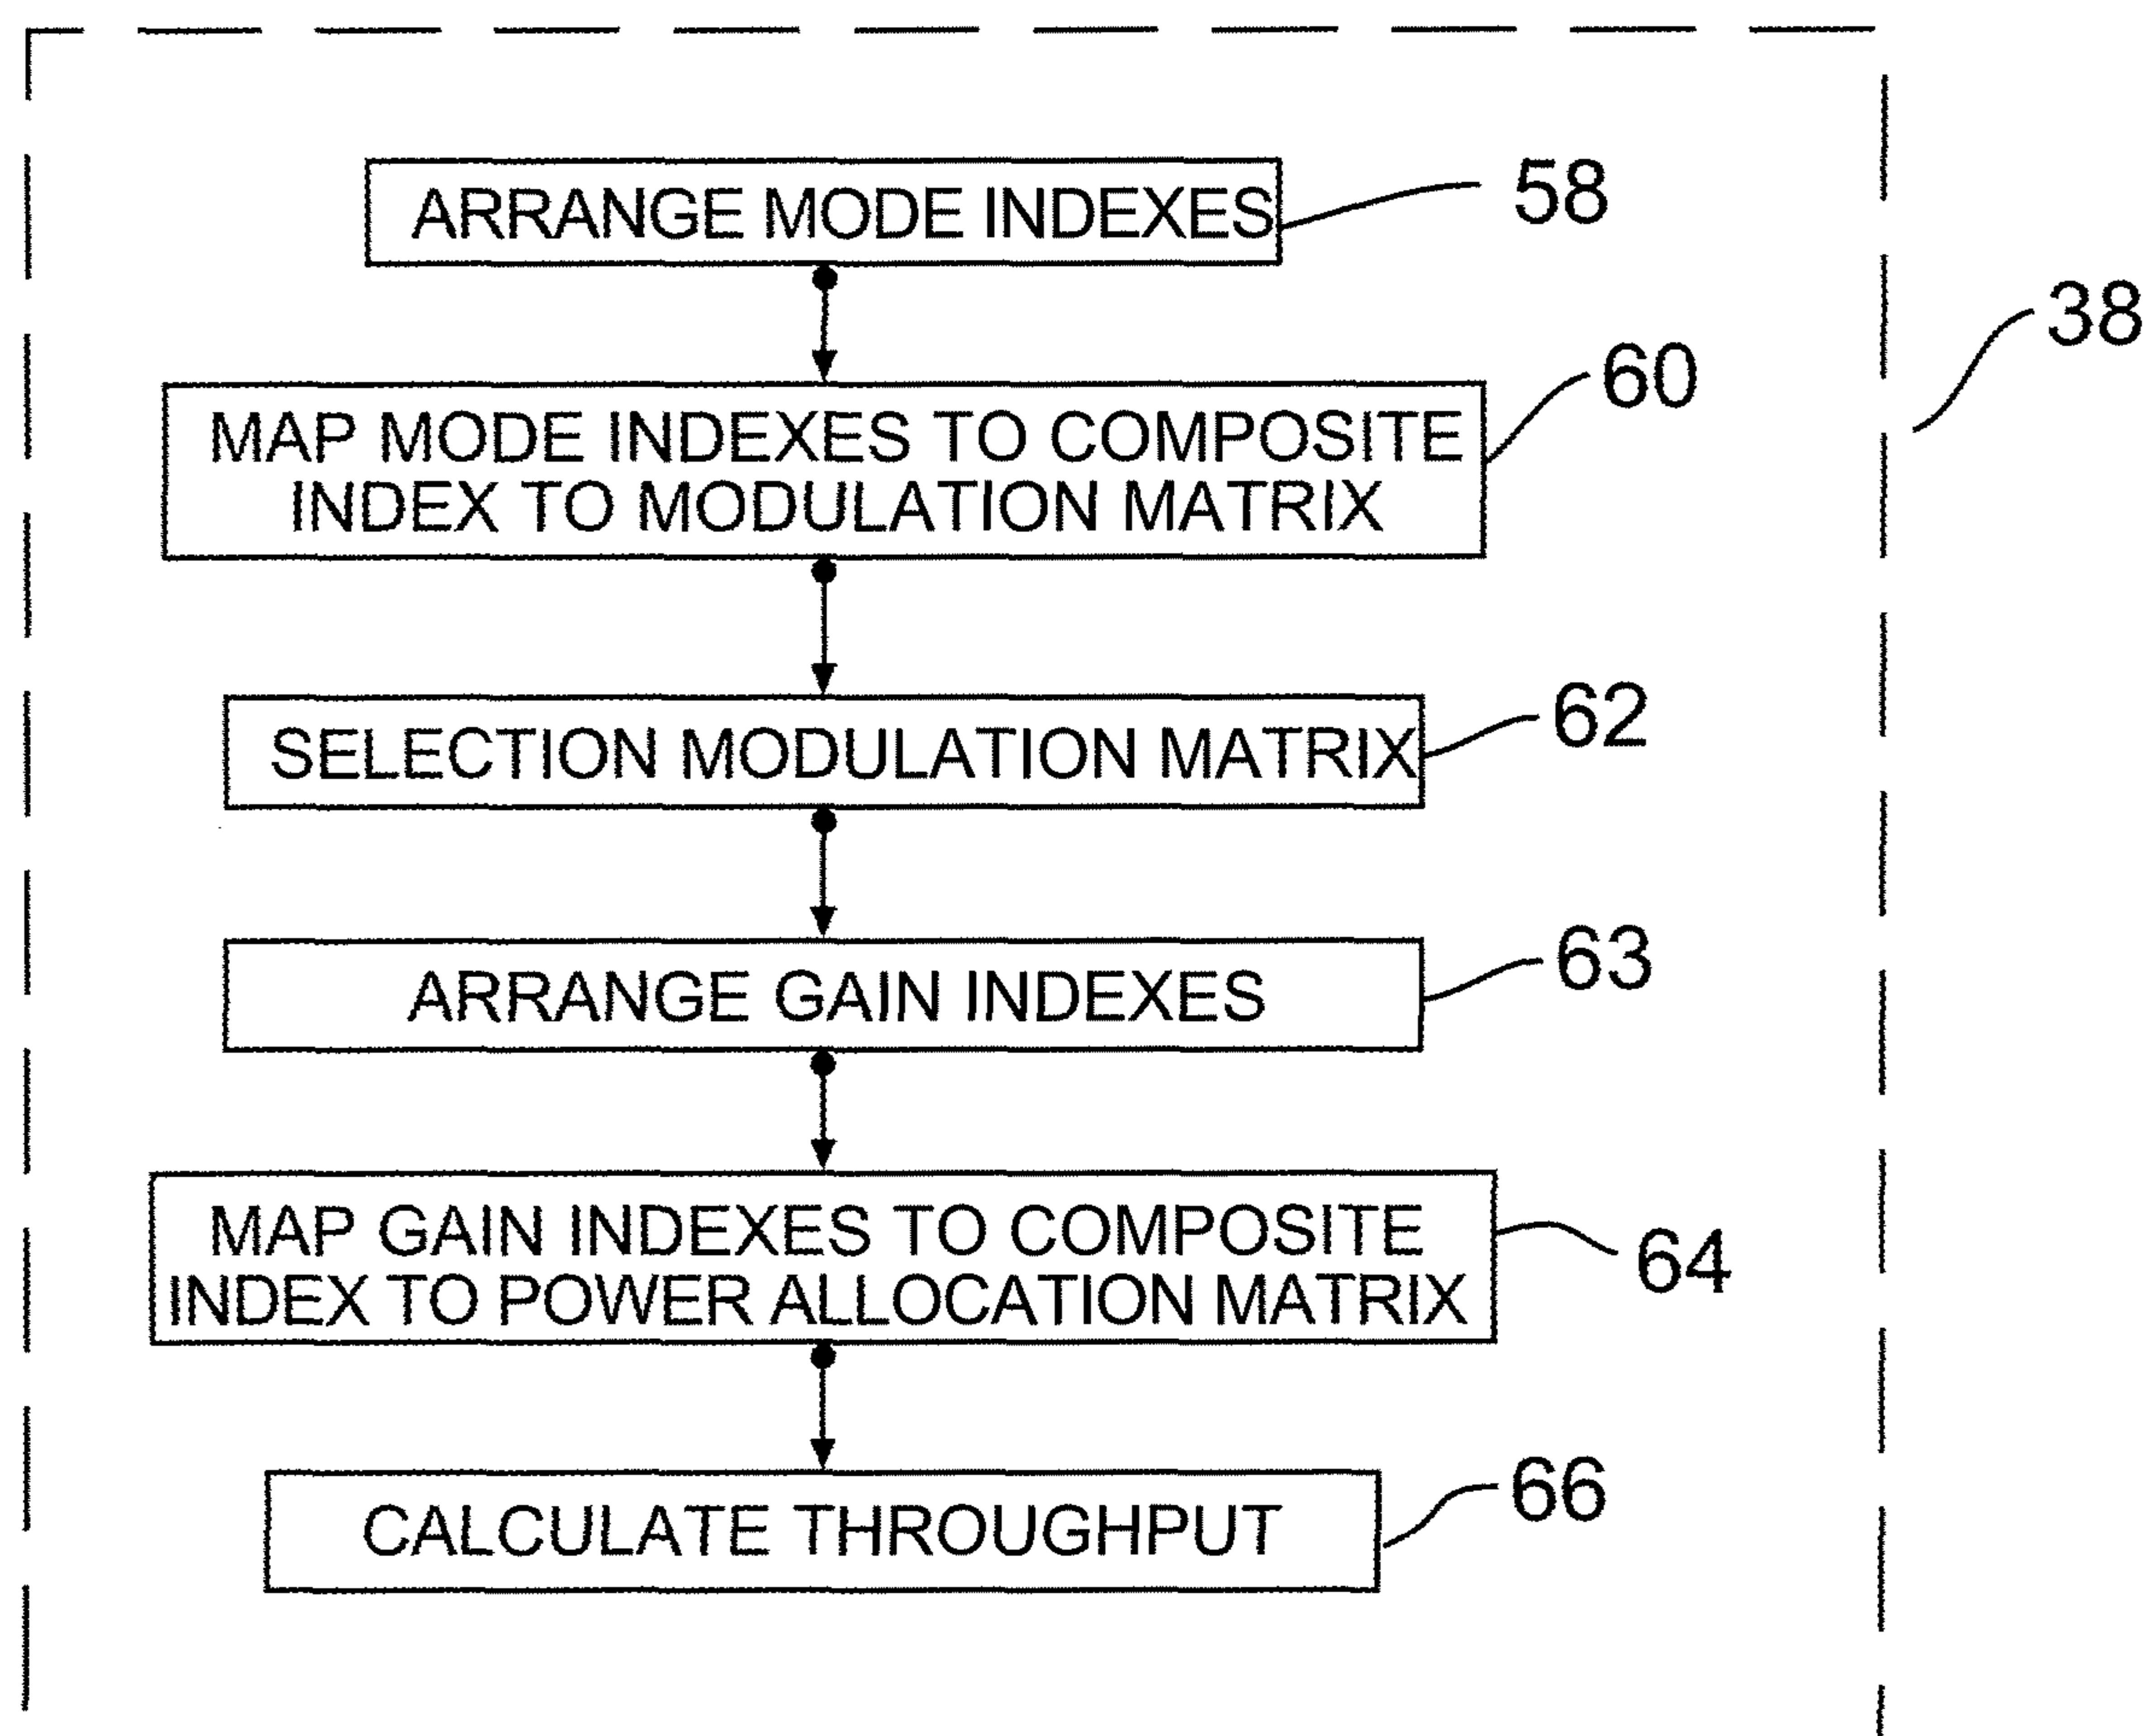 ARRANGE MODE INDEXES
58
38
60
MAP MODE INDEXES TO COMPOSITE
INDEX TO MODULATION MATRIX
62
SELECTION MODULATION MATRIX
63
ARRANGE GAIN INDEXES
MAP GAIN INDEXES TO COMPOSITE
INDEX TO POWER ALLOCATION MATRIX
64
66
CALCULATE THROUGHPUT